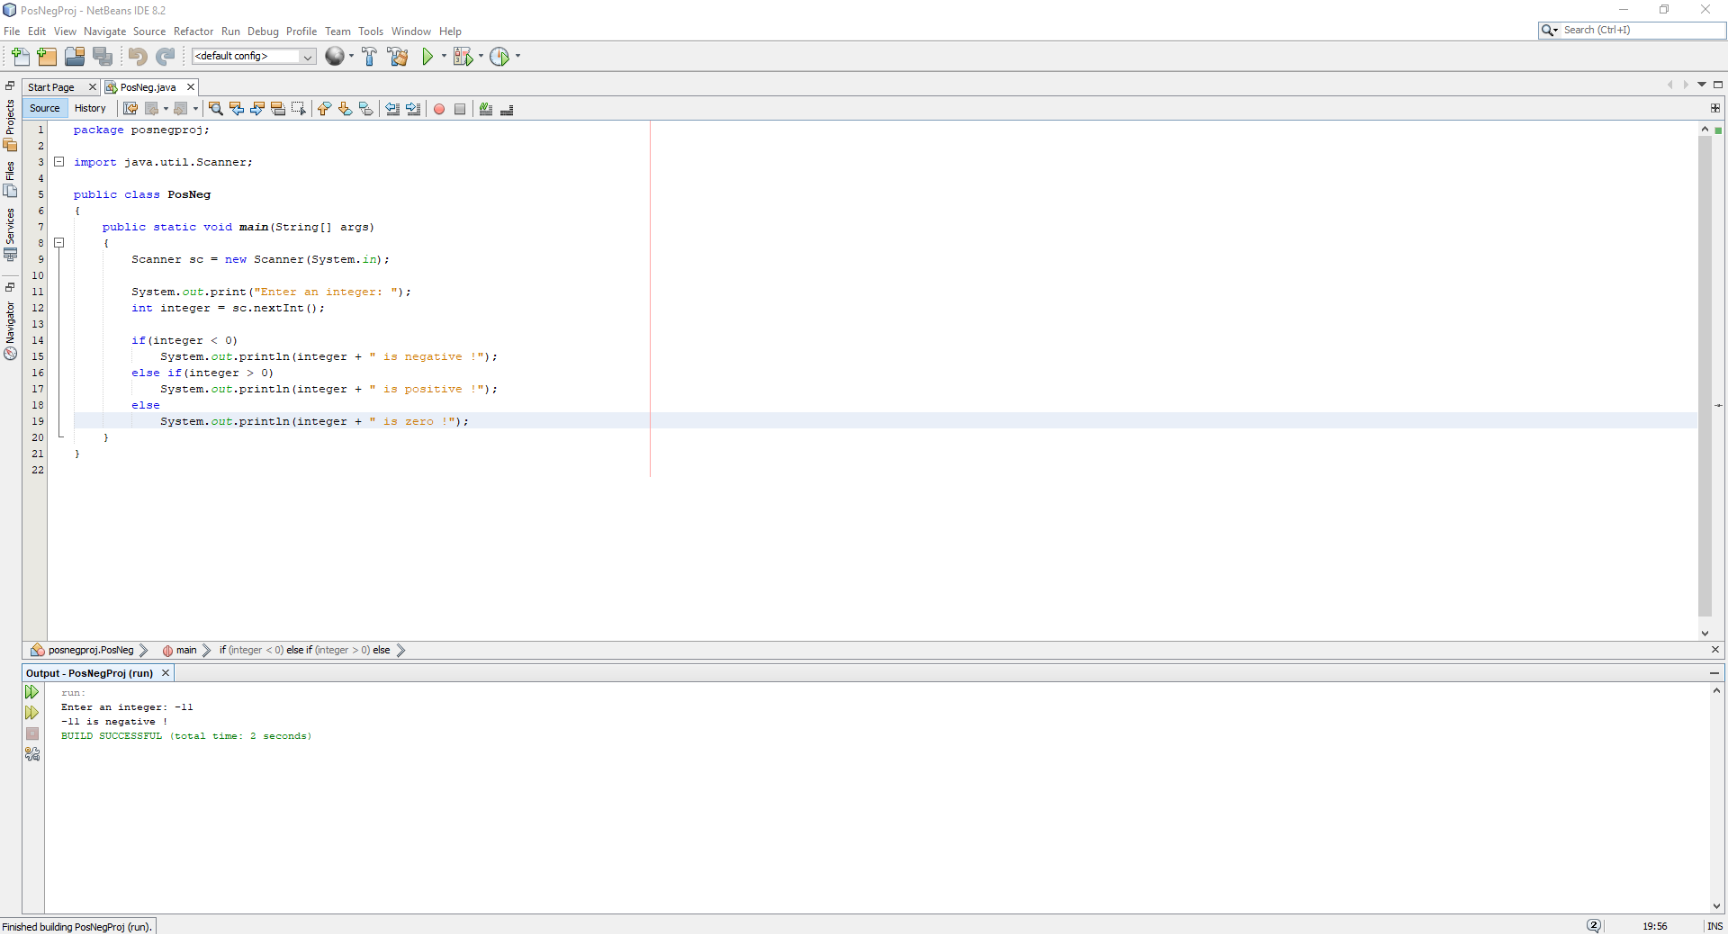 PosNegProj - NetBeans IDE 8.2
File Edit View Navigate Source Refactor Run Debug Profile Team Tools Window Help
Search (Ctrl+I)
<default config>
Start Page
PosNeg.java
Source History
Projects
Files
Services
Navigator
1 package posnegproj;
2
3 import java.util.Scanner;
4
5 public class PosNeg
6 {
7 public static void main(String[] args)
8 {
9 Scanner sc = new Scanner(System.in);
10
11 System.out.print("Enter an integer: ");
12 int integer = sc.nextInt();
13
14 if(integer < 0)
15 System.out.println(integer + " is negative !");
16 else if(integer > 0)
17 System.out.println(integer + " is positive !");
18 else
19 System.out.println(integer + " is zero !");
20 }
21 }
22
posnegproj.PosNeg main if (integer < 0) else if (integer > 0) else
Output - PosNegProj (run)
run:
Enter an integer: -11
-11 is negative !
BUILD SUCCESSFUL (total time: 2 seconds)
Finished building PosNegProj (run).
2 19:56 INS